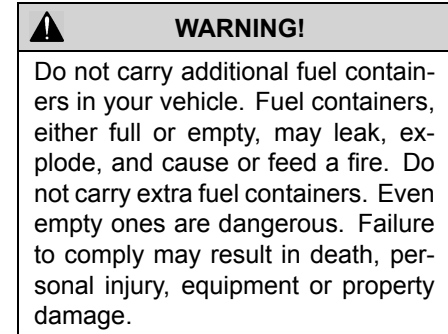 WARNING!
Do not carry additional fuel contain-
ers in your vehicle. Fuel containers,
either full or empty, may leak, ex-
plode, and cause or feed a fire. Do
not carry extra fuel containers. Even
empty ones are dangerous. Failure
to comply may result in death, per-
sonal injury, equipment or property
damage.